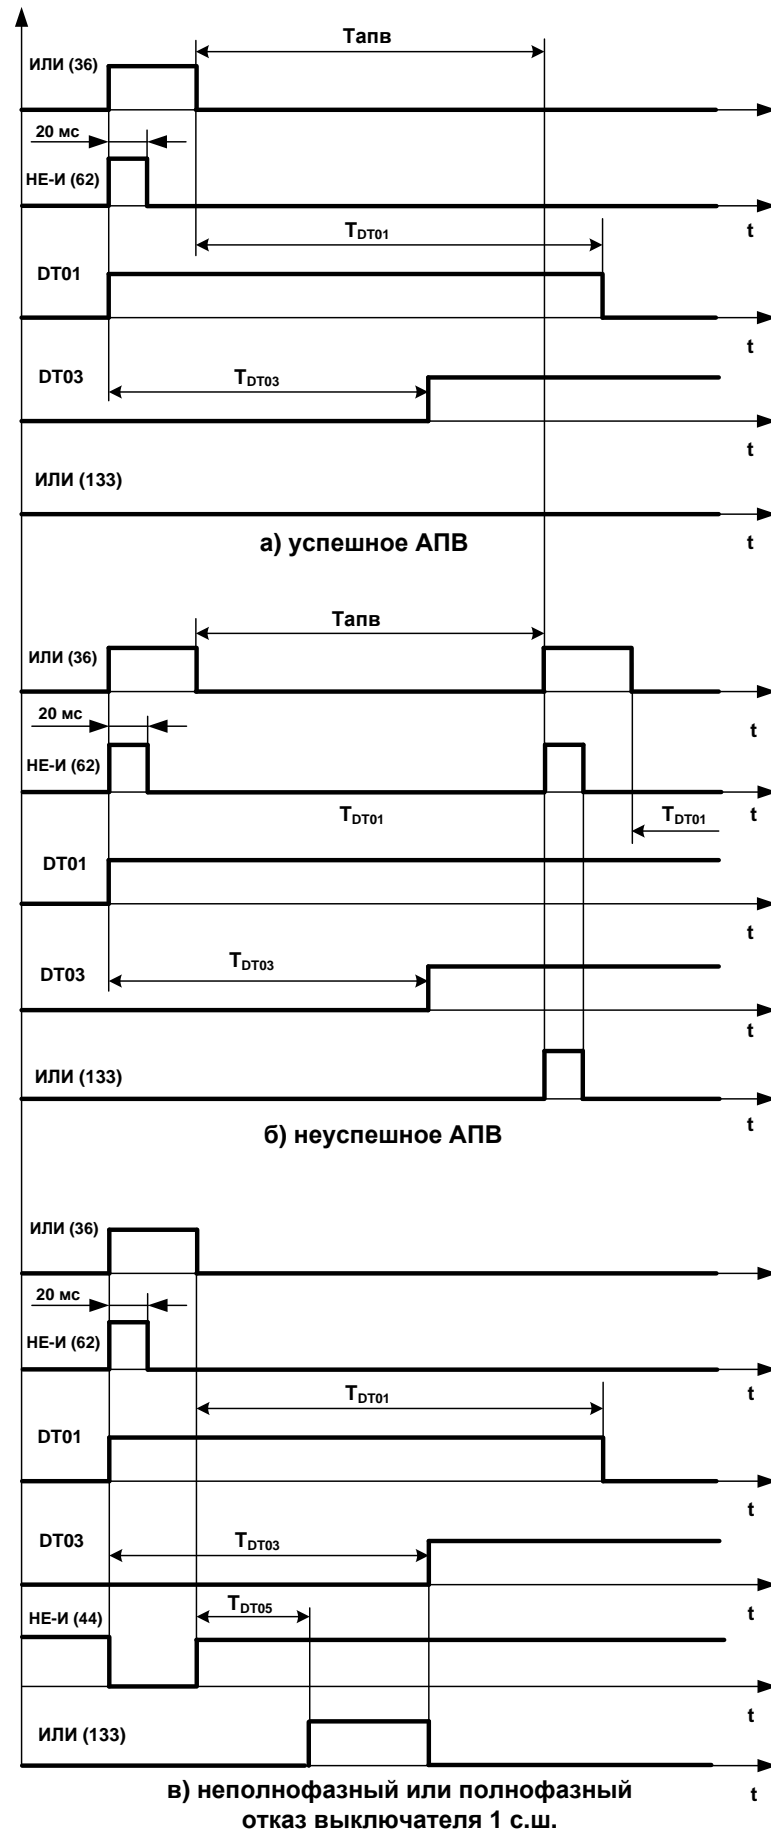 Тапв
ИЛИ (36)
20 мс
НЕ-И (62)
t
TDT01
DT01
t
DT03
TDT03
t
ИЛИ (133)
t
а) успешное АПВ
Тапв
ИЛИ (36)
20 мс
t
НЕ-И (62)
TDT01
TDT01
t
DT01
t
DT03
TDT03
t
ИЛИ (133)
t
б) неуспешное АПВ
ИЛИ (36)
20 мс
НЕ-И (62)
t
TDT01
DT01
t
DT03
TDT03
t
НЕ-И (44)
TDT05
t
ИЛИ (133)
t
в) неполнофазный или полнофазный
отказ выключателя 1 с.ш.